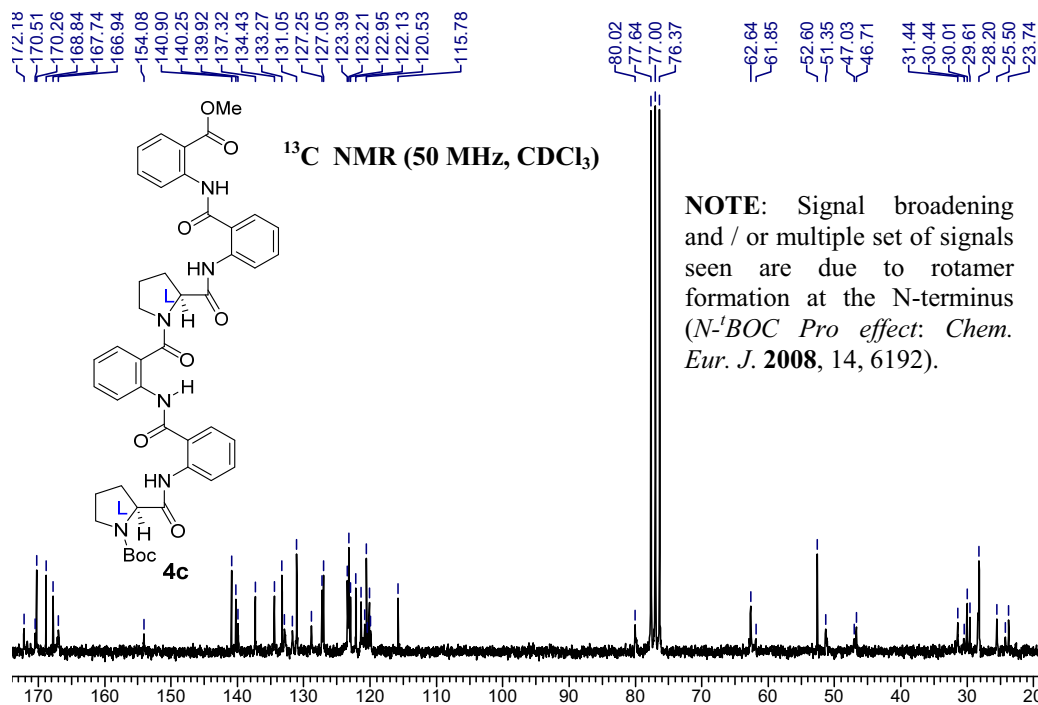 172.18
170.51
170.26
168.84
167.74
166.94
154.08
140.90
140.25
139.92
137.32
134.43
133.27
131.05
127.25
127.05
123.39
123.21
122.95
122.13
120.53
115.78
80.02
77.64
77.00
76.37
62.64
61.85
52.60
51.35
47.03
46.71
31.44
30.44
30.01
29.61
28.20
25.50
23.74
¹³C NMR (50 MHz, CDCl₃)
NOTE: Signal broadening
and / or multiple set of signals
seen are due to rotamer
formation at the N-terminus
(N-ᵗBOC Pro effect: Chem.
Eur. J. 2008, 14, 6192).
OMe
O
NH
O
HN
L
O
N
H
O
H
N
O
HN
L
O
N
H
Boc
4c
170 160 150 140 130 120 110 100 90 80 70 60 50 40 30 20